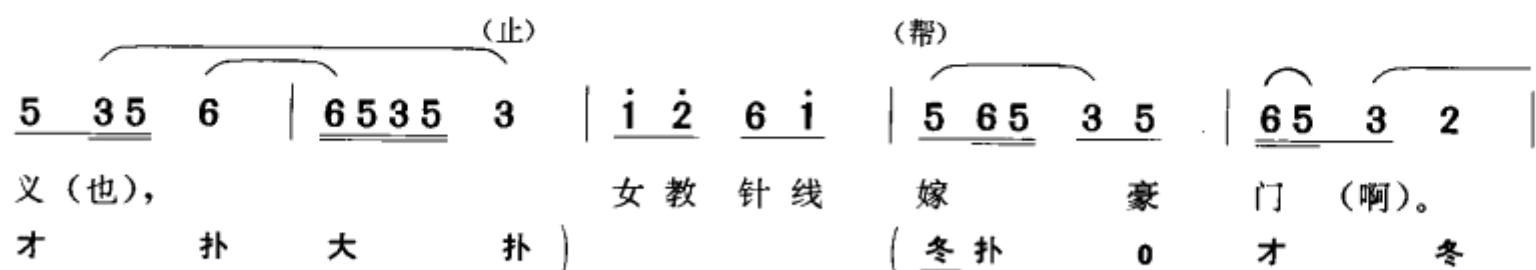 （止） （帮）
5 35 6 | 6535 3 | i̇ 2̇ 6 i̇ | 5 65 3 5 | 65 3 2 |
义（也）， 女 教 针 线 嫁 豪 门 （啊）。
才 扑 大 扑 ） （ 冬 扑 0 才 冬